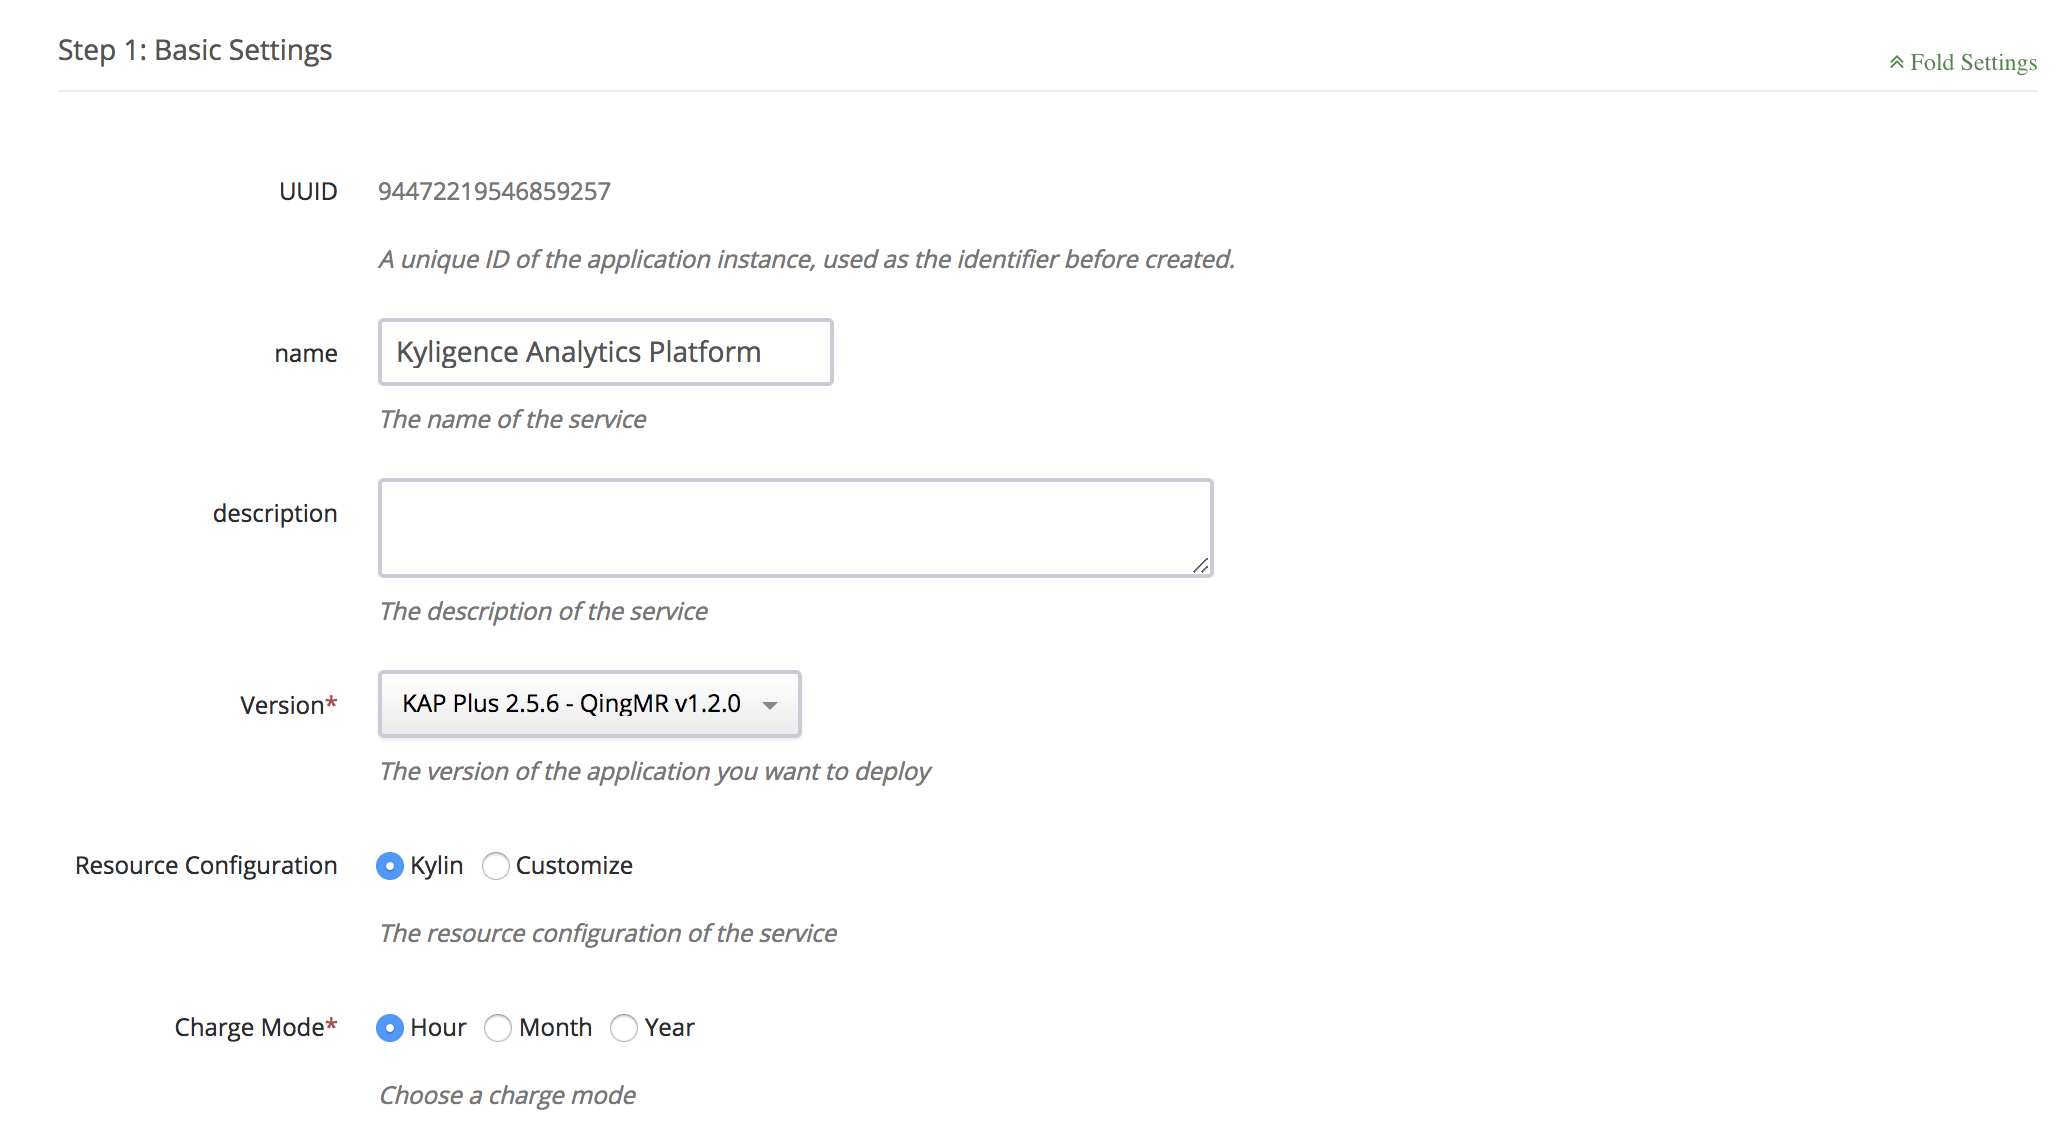 Step 1: Basic Settings
Fold Settings
UUID 94472219546859257
A unique ID of the application instance, used as the identifier before created.
name Kyligence Analytics Platform
The name of the service
description
The description of the service
Version* KAP Plus 2.5.6 - QingMR v1.2.0
The version of the application you want to deploy
Resource Configuration Kylin Customize
The resource configuration of the service
Charge Mode* Hour Month Year
Choose a charge mode